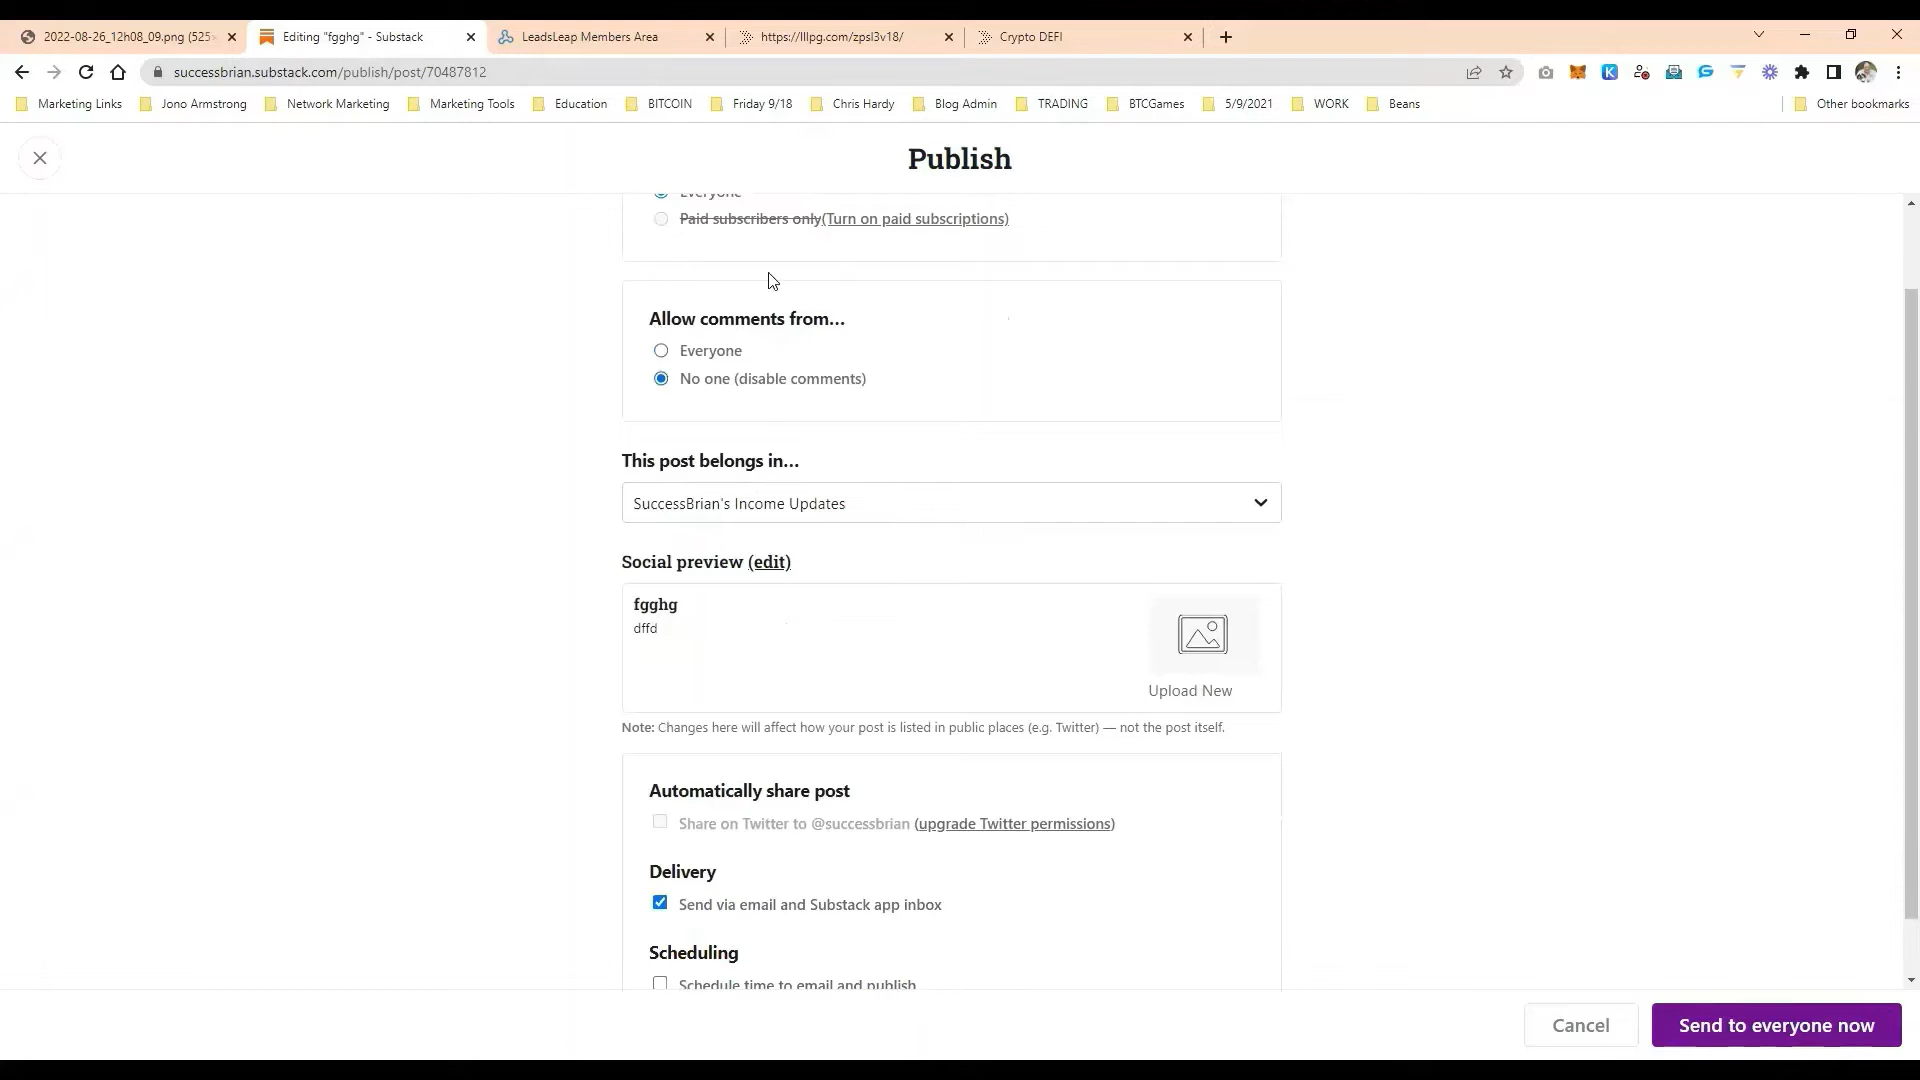 2022-08-26_12h08_09.png (525
Editing "fgghg" - Substack
LeadsLeap Members Area
https://lllpg.com/zpsl3v18/
Crypto DEFI
successbrian.substack.com/publish/post/70487812
Marketing Links
Jono Armstrong
Network Marketing
Marketing Tools
Education
BITCOIN
Friday 9/18
Chris Hardy
Blog Admin
TRADING
BTCGames
5/9/2021
WORK
Beans
Other bookmarks
Publish
Everyone
Paid subscribers only(Turn on paid subscriptions)
Allow comments from...
Everyone
No one (disable comments)
This post belongs in...
SuccessBrian's Income Updates
Social preview (edit)
fgghg
dffd
Upload New
Note: Changes here will affect how your post is listed in public places (e.g. Twitter) — not the post itself.
Automatically share post
Share on Twitter to @successbrian (upgrade Twitter permissions)
Delivery
Send via email and Substack app inbox
Scheduling
Schedule time to email and publish
Cancel
Send to everyone now